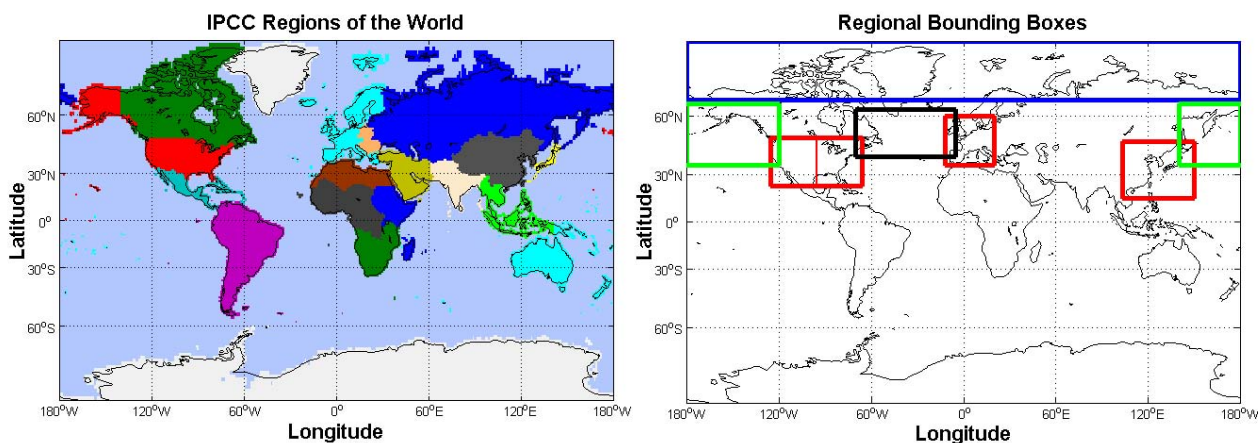 IPCC Regions of the World
60°N
30°N
0°
30°S
60°S
Latitude
180°W
120°W
60°W
0°
60°E
120°E
180°W
Longitude
Regional Bounding Boxes
60°N
30°N
0°
30°S
60°S
Latitude
180°W
120°W
60°W
0°
60°E
120°E
180°W
Longitude